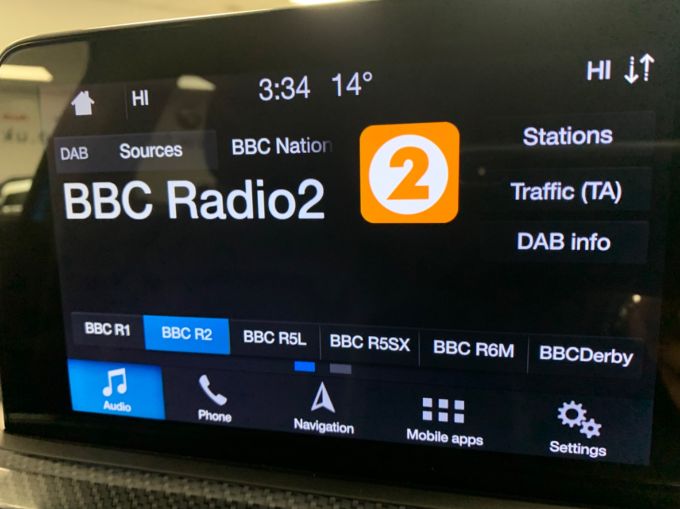 HI
3:34 14°
HI
DAB Sources BBC Nation
BBC Radio2
2
Stations
Traffic (TA)
DAB info
BBC R1 BBC R2 BBC R5L BBC R5SX BBC R6M BBCDerby
Audio Phone Navigation Mobile apps Settings